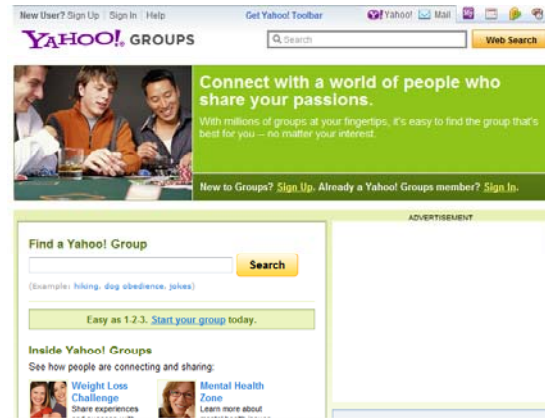 New User? Sign Up Sign In Help Get Yahoo! Toolbar Yahoo! Mail
YAHOO! GROUPS Search Web Search
Connect with a world of people who
share your passions.
With millions of groups at your fingertips, it's easy to find the group that's
best for you – no matter your interest.
New to Groups? Sign Up. Already a Yahoo! Groups member? Sign In.
ADVERTISEMENT
Find a Yahoo! Group
Search
(Example: hiking, dog obedience, jokes)
Easy as 1-2-3. Start your group today.
Inside Yahoo! Groups
See how people are connecting and sharing:
Weight Loss
Challenge
Share experiences
Mental Health
Zone
Learn more about